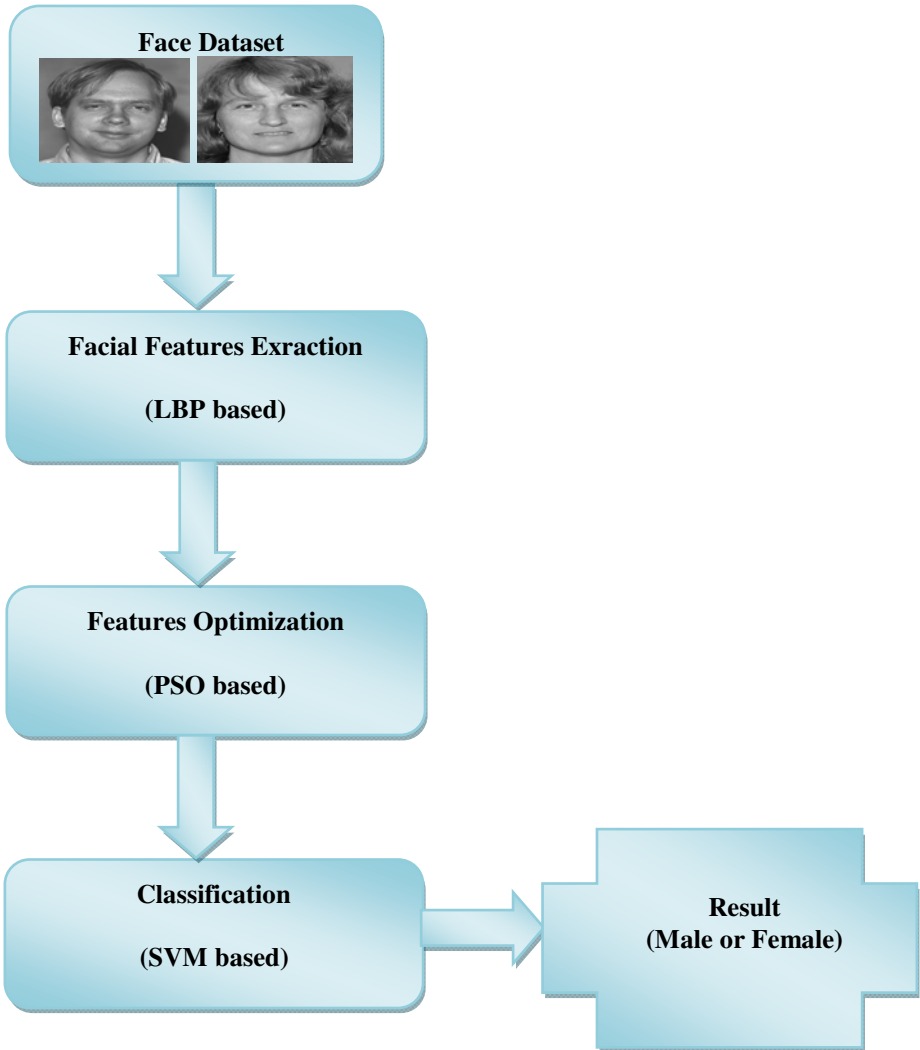 Face Dataset
Facial Features Exraction
(LBP based)
Features Optimization
(PSO based)
Classification
(SVM based)
Result
(Male or Female)